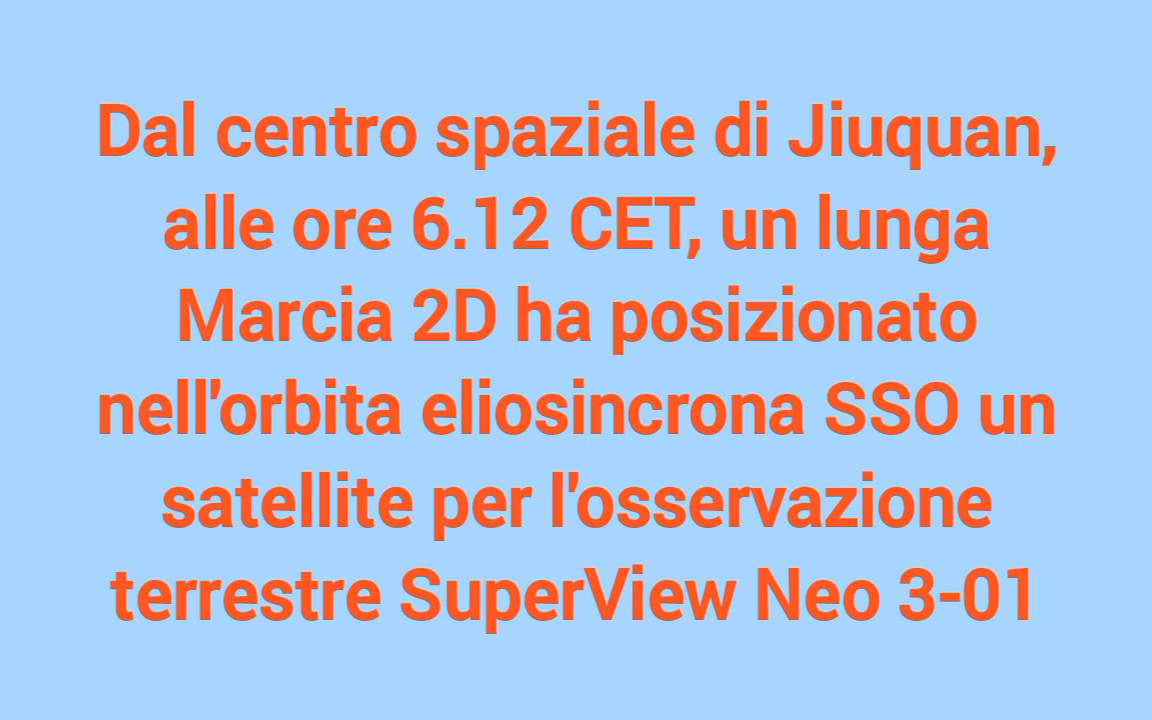 Dal centro spaziale di Jiuquan,
alle ore 6.12 CET, un lunga
Marcia 2D ha posizionato
nell'orbita eliosincrona SSO un
satellite per l'osservazione
terrestre SuperView Neo 3-01